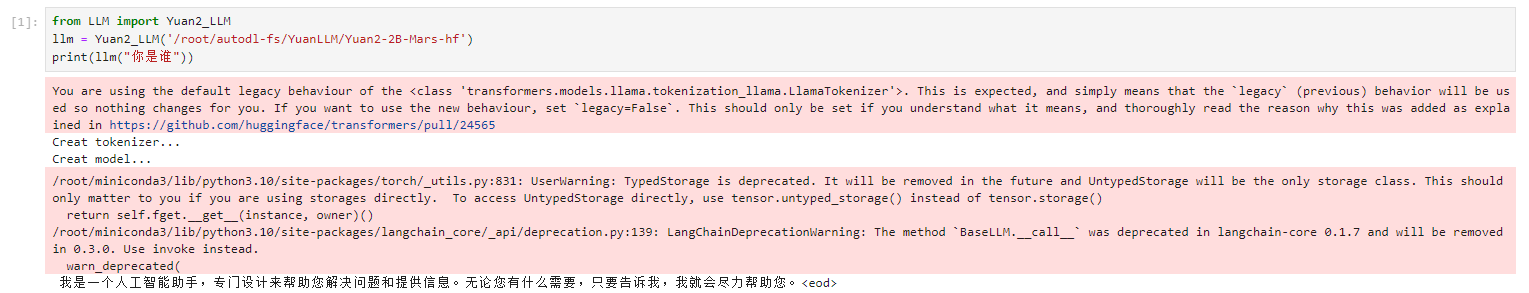 [1]:
from LLM import Yuan2_LLM
llm = Yuan2_LLM('/root/autodl-fs/YuanLLM/Yuan2-2B-Mars-hf')
print(llm("你是谁"))
You are using the default legacy behaviour of the <class 'transformers.models.llama.tokenization_llama.LlamaTokenizer'>. This is expected, and simply means that the `legacy` (previous) behavior will be us
ed so nothing changes for you. If you want to use the new behaviour, set `legacy=False`. This should only be set if you understand what it means, and thoroughly read the reason why this was added as expla
ined in https://github.com/huggingface/transformers/pull/24565
Creat tokenizer...
Creat model...
/root/miniconda3/lib/python3.10/site-packages/torch/_utils.py:831: UserWarning: TypedStorage is deprecated. It will be removed in the future and UntypedStorage will be the only storage class. This should
only matter to you if you are using storages directly.  To access UntypedStorage directly, use tensor.untyped_storage() instead of tensor.storage()
  return self.fget.__get__(instance, owner)()
/root/miniconda3/lib/python3.10/site-packages/langchain_core/_api/deprecation.py:139: LangChainDeprecationWarning: The method `BaseLLM.__call__` was deprecated in langchain-core 0.1.7 and will be removed
in 0.3.0. Use invoke instead.
  warn_deprecated(
我是一个人工智能助手，专门设计来帮助您解决问题和提供信息。无论您有什么需要，只要告诉我，我就会尽力帮助您。<eod>